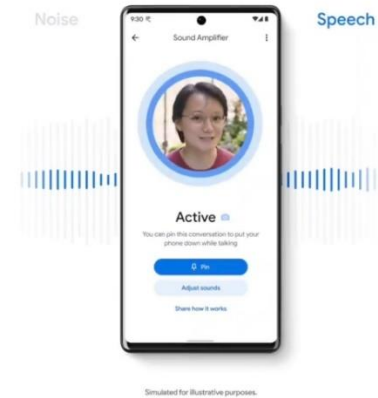 Noise
Speech
9:30
Sound Amplifier
Active
You can pin this conversation to put your
phone down while talking
Pin
Adjust sounds
Share how it works
Simulated for illustrative purposes.